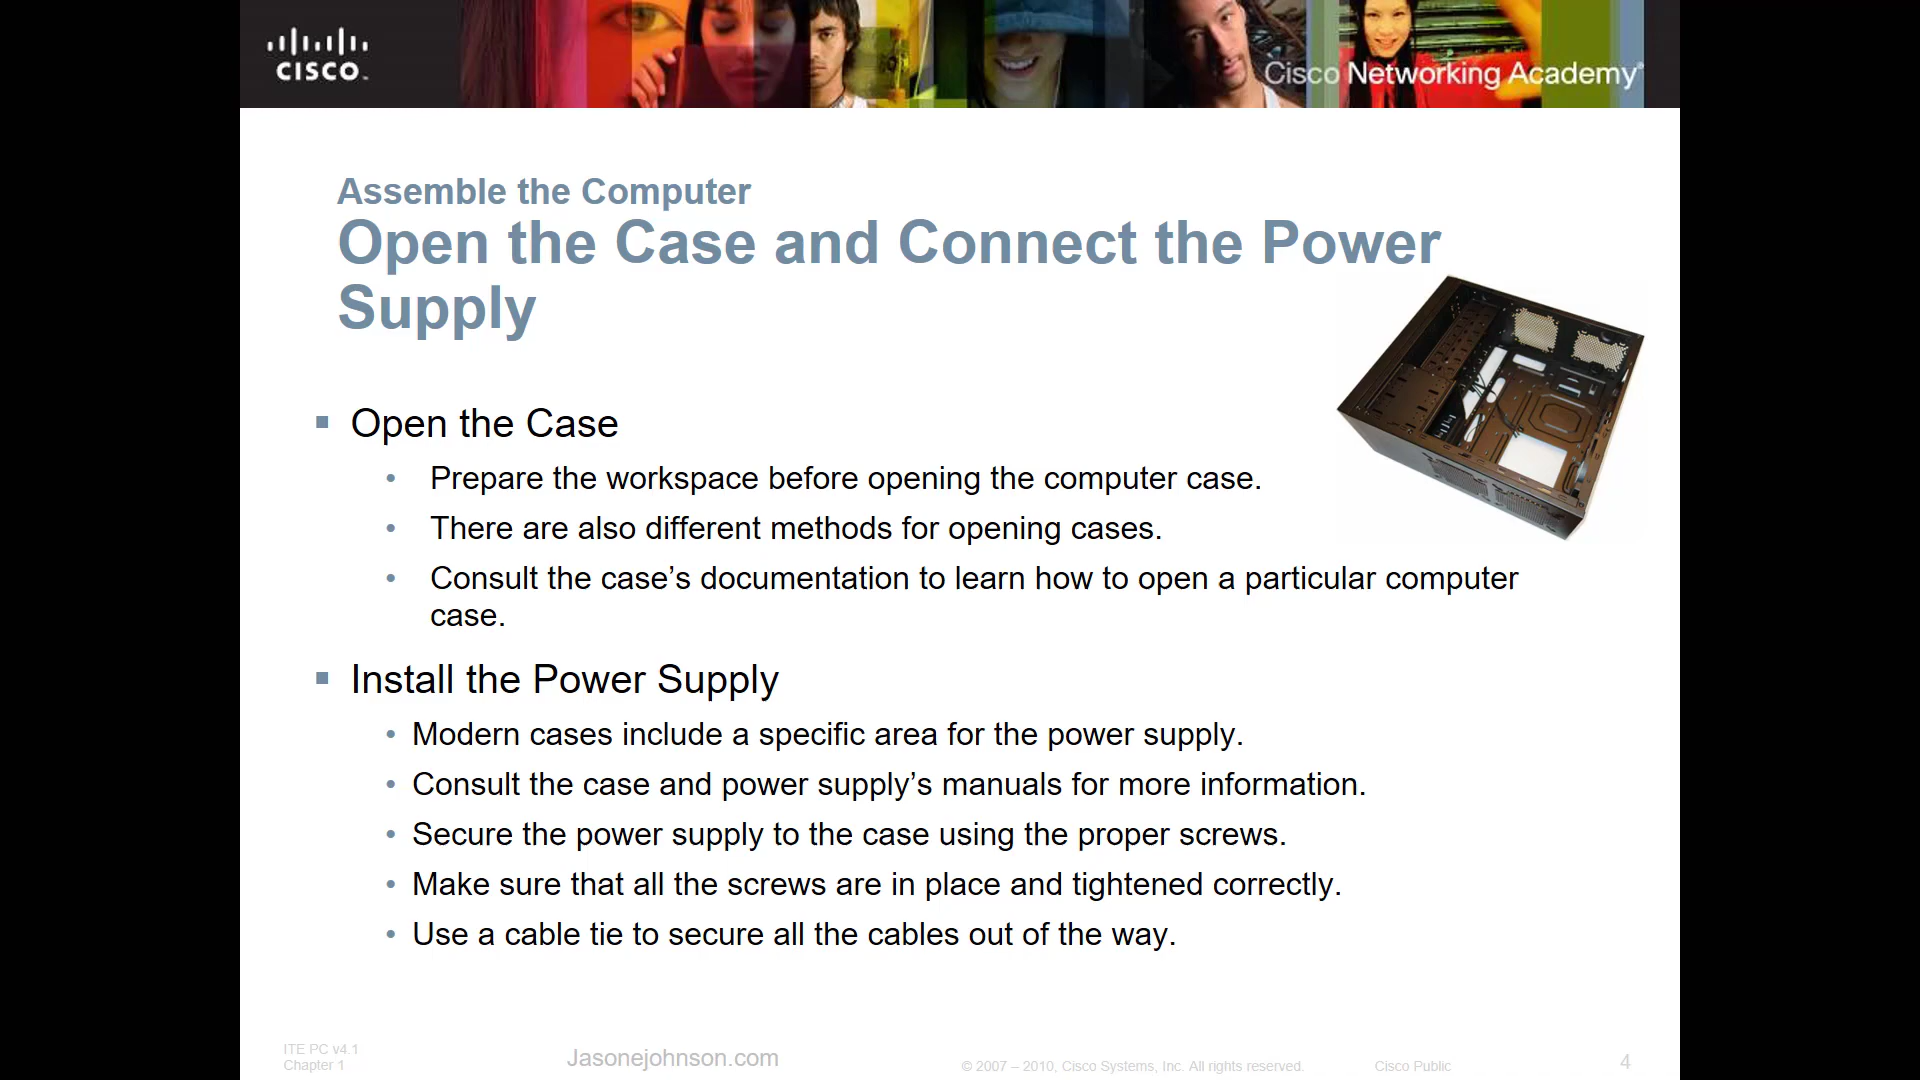 CISCO
Cisco Networking Academy®
Assemble the Computer
Open the Case and Connect the Power
Supply
Open the Case
Prepare the workspace before opening the computer case.
There are also different methods for opening cases.
Consult the case’s documentation to learn how to open a particular computer
case.
Install the Power Supply
Modern cases include a specific area for the power supply.
Consult the case and power supply’s manuals for more information.
Secure the power supply to the case using the proper screws.
Make sure that all the screws are in place and tightened correctly.
Use a cable tie to secure all the cables out of the way.
ITE PC v4.1
Chapter 1
Jasonejohnson.com
© 2007 – 2010, Cisco Systems, Inc. All rights reserved.
Cisco Public
4